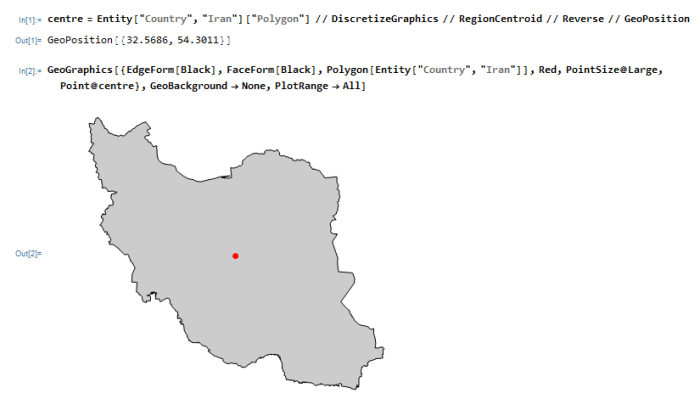 In[1]:= centre = Entity["Country", "Iran"]["Polygon"] // DiscretizeGraphics // RegionCentroid // Reverse // GeoPosition
Out[1]= GeoPosition[{32.5686, 54.3011}]
In[2]:= GeoGraphics[{EdgeForm[Black], FaceForm[Black], Polygon[Entity["Country", "Iran"]], Red, PointSize@Large,
Point@centre}, GeoBackground → None, PlotRange → All]
Out[2]=